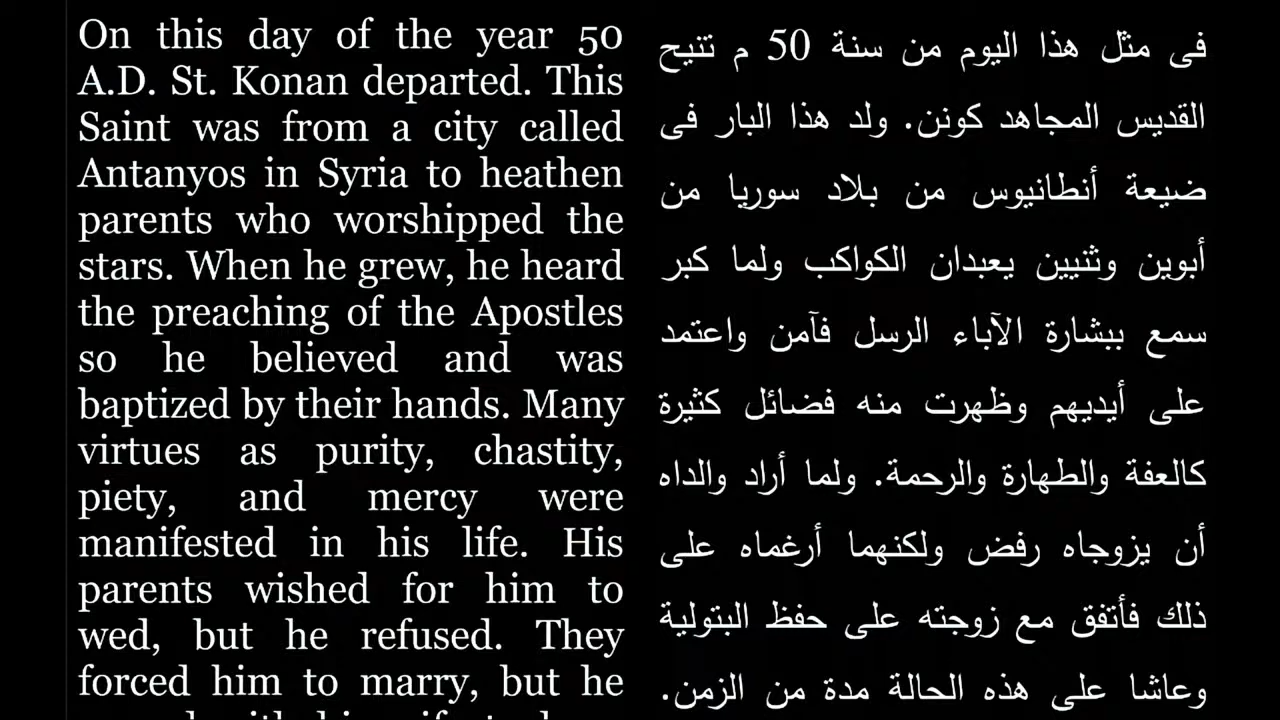 On this day of the year 50
A.D. St. Konan departed. This
Saint was from a city called
Antanyos in Syria to heathen
parents who worshipped the
stars. When he grew, he heard
the preaching of the Apostles
so he believed and was
baptized by their hands. Many
virtues as purity, chastity,
piety, and mercy were
manifested in his life. His
parents wished for him to
wed, but he refused. They
forced him to marry, but he
فى مثل هذا اليوم من سنة 50 م تنيح
القديس المجاهد كونن. ولد هذا البار فى
ضيعة أنطانيوس من بلاد سوريا من
أبوين وثنيين يعبدان الكواكب ولما كبر
سمع ببشارة الآباء الرسل فآمن واعتمد
على أيديهم وظهرت منه فضائل كثيرة
كالعفة والطهارة والرحمة. ولما أراد والداه
أن يزوجاه رفض ولكنهما أرغماه على
ذلك فأتفق مع زوجته على حفظ البتولية
وعاشا على هذه الحالة مدة من الزمن.